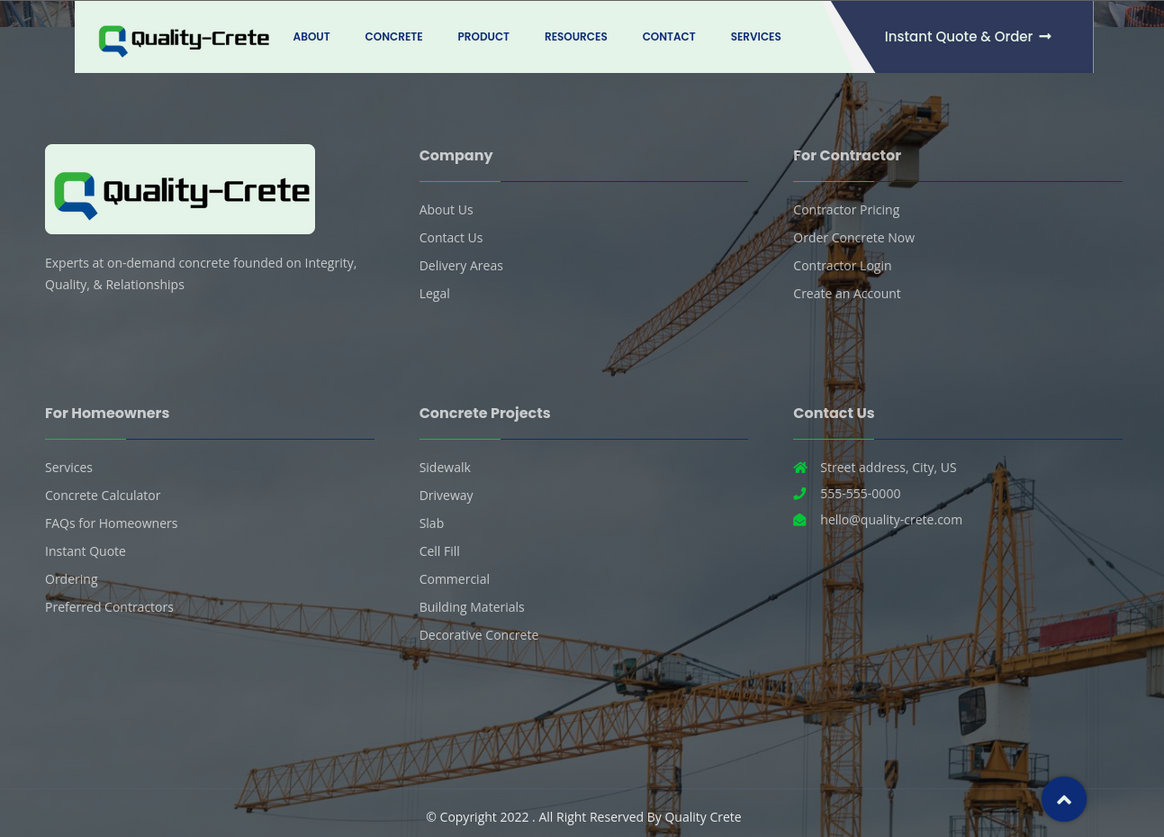 Quality-Crete
ABOUT
CONCRETE
PRODUCT
RESOURCES
CONTACT
SERVICES
Instant Quote & Order
Quality-Crete
Experts at on-demand concrete founded on Integrity,
Quality, & Relationships
Company
About Us
Contact Us
Delivery Areas
Legal
For Contractor
Contractor Pricing
Order Concrete Now
Contractor Login
Create an Account
For Homeowners
Services
Concrete Calculator
FAQs for Homeowners
Instant Quote
Ordering
Preferred Contractors
Concrete Projects
Sidewalk
Driveway
Slab
Cell Fill
Commercial
Building Materials
Decorative Concrete
Contact Us
Street address, City, US
555-555-0000
hello@quality-crete.com
© Copyright 2022 . All Right Reserved By Quality Crete